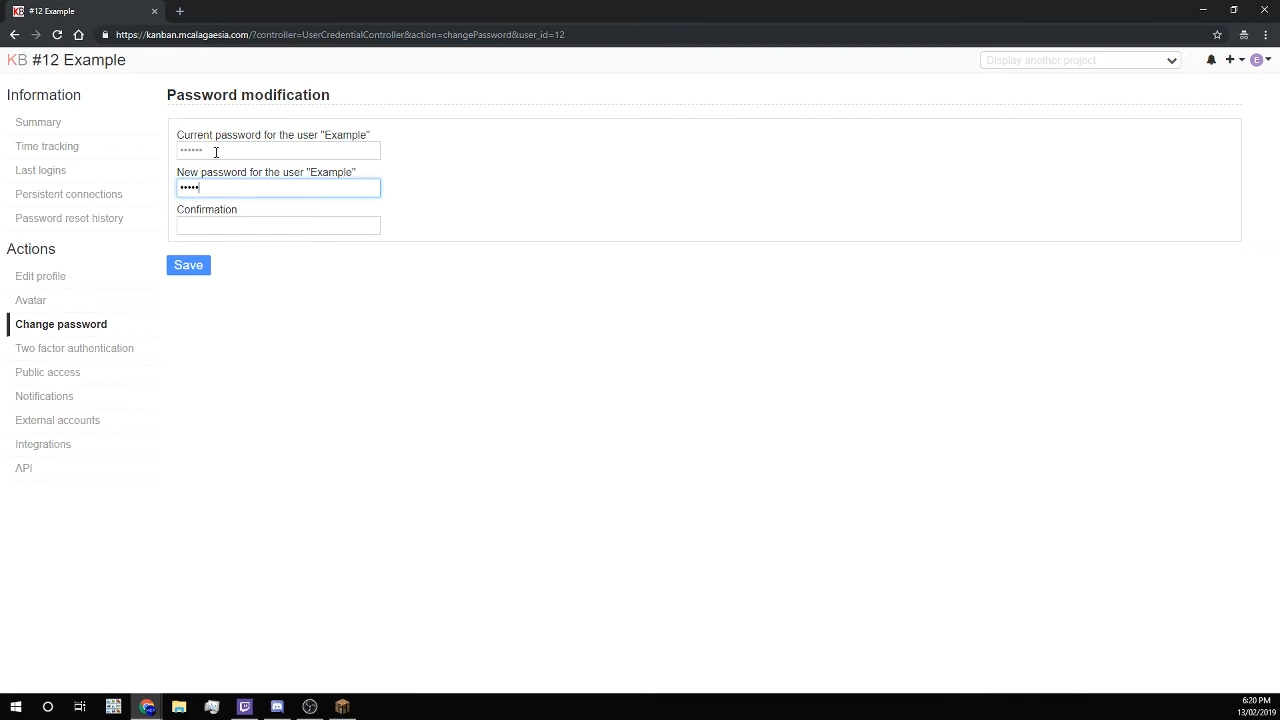 KB #12 Example
https://kanban.mcalagaesia.com/?controller=UserCredentialController&action=changePassword&user_id=12
KB #12 Example
Display another project
E
Information
Summary
Time tracking
Last logins
Persistent connections
Password reset history
Actions
Edit profile
Avatar
Change password
Two factor authentication
Public access
Notifications
External accounts
Integrations
API
Password modification
Current password for the user "Example"
••••••
New password for the user "Example"
•••••
Confirmation
Save
6:20 PM
13/02/2019